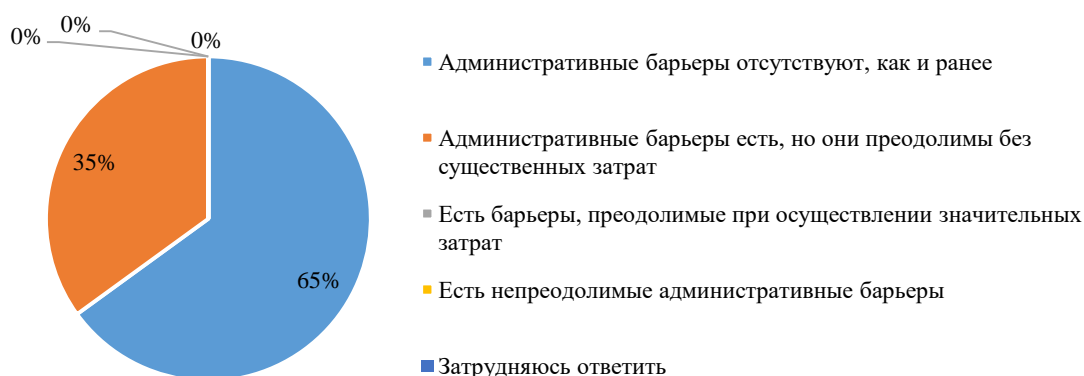 0%
0%
0%
35%
65%
Административные барьеры отсутствуют, как и ранее
Административные барьеры есть, но они преодолимы без
существенных затрат
Есть барьеры, преодолимые при осуществлении значительных
затрат
Есть непреодолимые административные барьеры
Затрудняюсь ответить